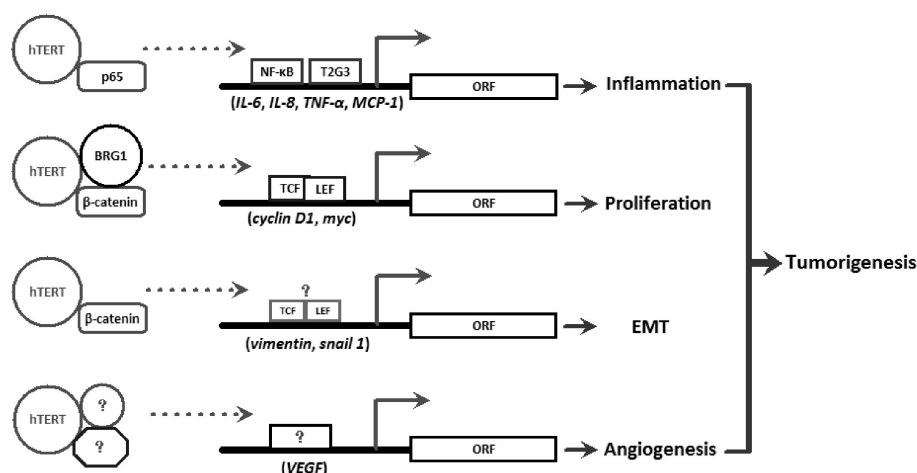 hTERT
p65
NF-κB
T2G3
ORF
Inflammation
(IL-6, IL-8, TNF-α, MCP-1)
hTERT
BRG1
β-catenin
TCF
LEF
ORF
Proliferation
(cyclin D1, myc)
Tumorigenesis
hTERT
β-catenin
?
TCF
LEF
ORF
EMT
(vimentin, snail 1)
hTERT
?
?
?
ORF
Angiogenesis
(VEGF)